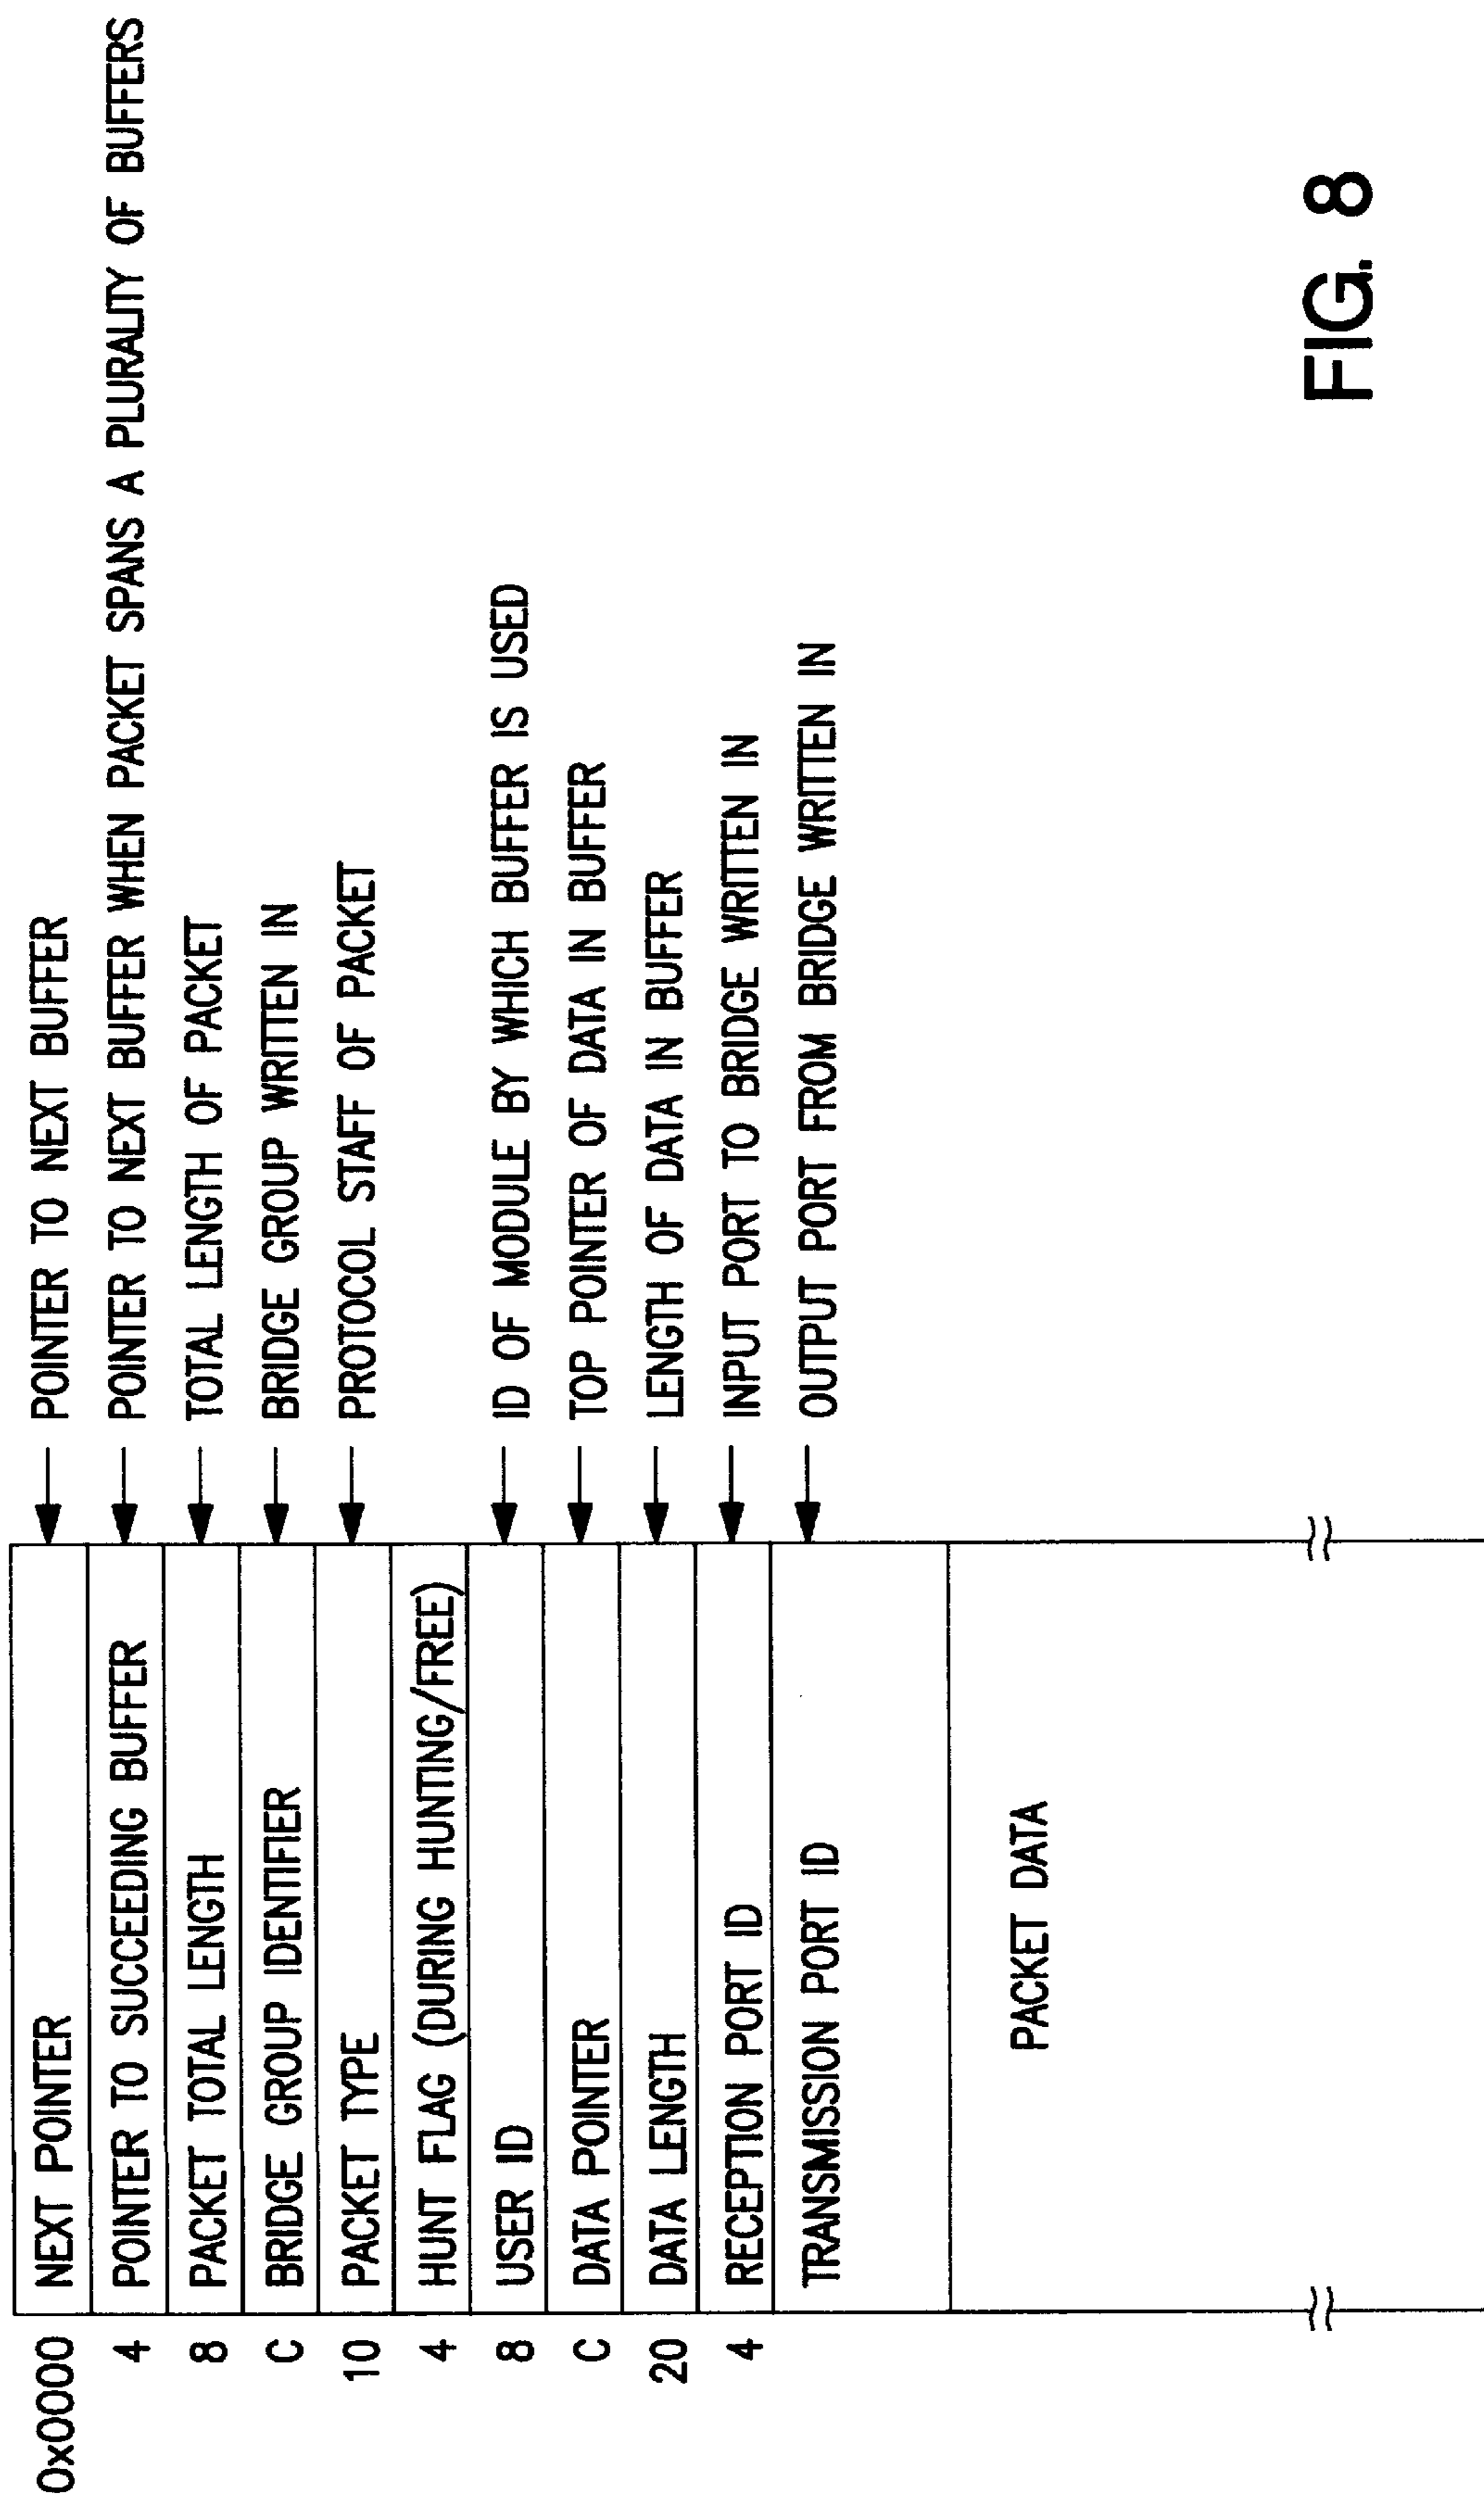 0x0000 NEXT POINTER POINTER TO NEXT BUFFER
4 POINTER TO SUCCEEDING BUFFER POINTER TO NEXT BUFFER WHEN PACKET SPANS A PLURALITY OF BUFFERS
8 PACKET TOTAL LENGTH TOTAL LENGTH OF PACKET
C BRIDGE GROUP IDENTIFIER BRIDGE GROUP WRITTEN IN
10 PACKET TYPE PROTOCOL STAFF OF PACKET
4 HUNT FLAG (DURING HUNTING/FREE)
8 USER ID ID OF MODULE BY WHICH BUFFER IS USED
C DATA POINTER TOP POINTER OF DATA IN BUFFER
20 DATA LENGTH LENGTH OF DATA IN BUFFER
4 RECEPTION PORT ID INPUT PORT TO BRIDGE WRITTEN IN
TRANSMISSION PORT ID OUTPUT PORT FROM BRIDGE WRITTEN IN
PACKET DATA
FIG. 8